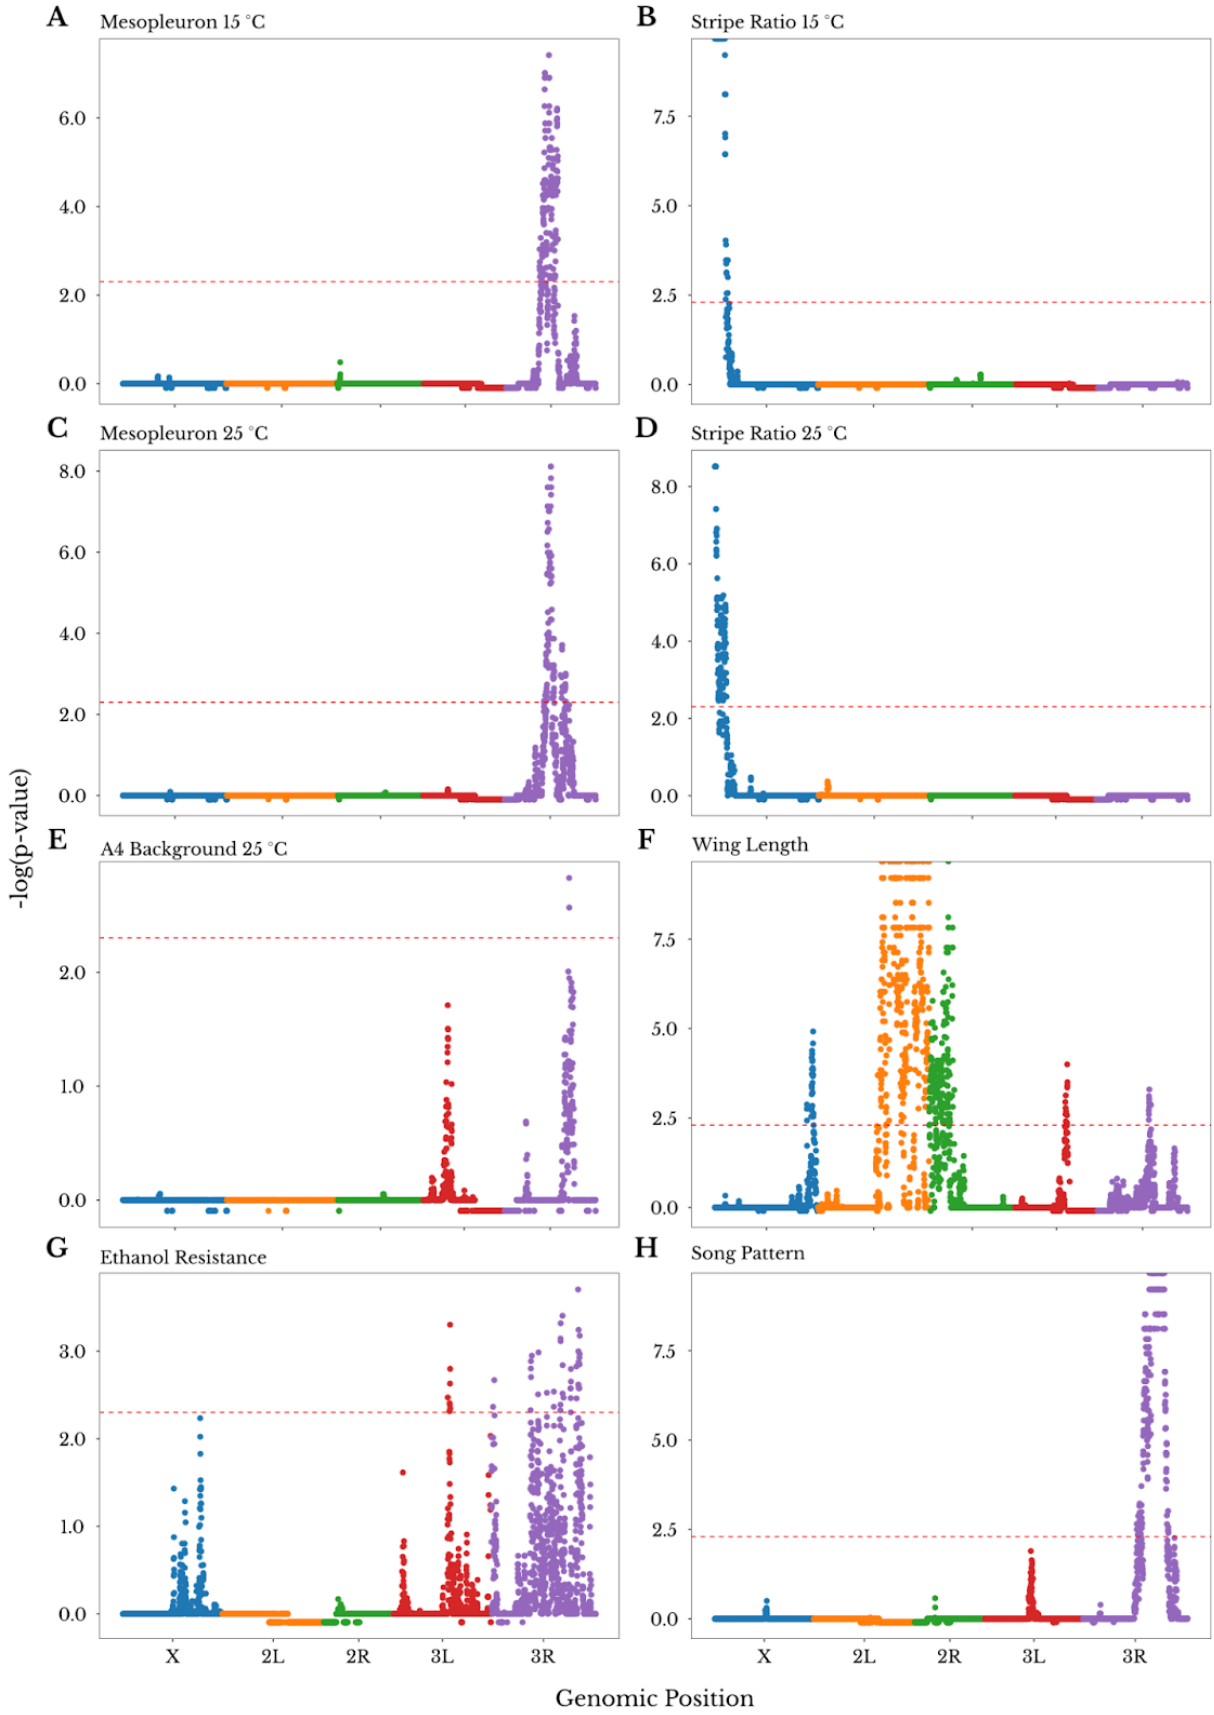 A Mesopleuron 15 °C
6.0
4.0
2.0
0.0
B Stripe Ratio 15 °C
7.5
5.0
2.5
0.0
C Mesopleuron 25 °C
8.0
6.0
4.0
2.0
0.0
D Stripe Ratio 25 °C
8.0
6.0
4.0
2.0
0.0
-log(p-value)
E A4 Background 25 °C
2.0
1.0
0.0
F Wing Length
7.5
5.0
2.5
0.0
G Ethanol Resistance
3.0
2.0
1.0
0.0
X 2L 2R 3L 3R
H Song Pattern
7.5
5.0
2.5
0.0
X 2L 2R 3L 3R
Genomic Position